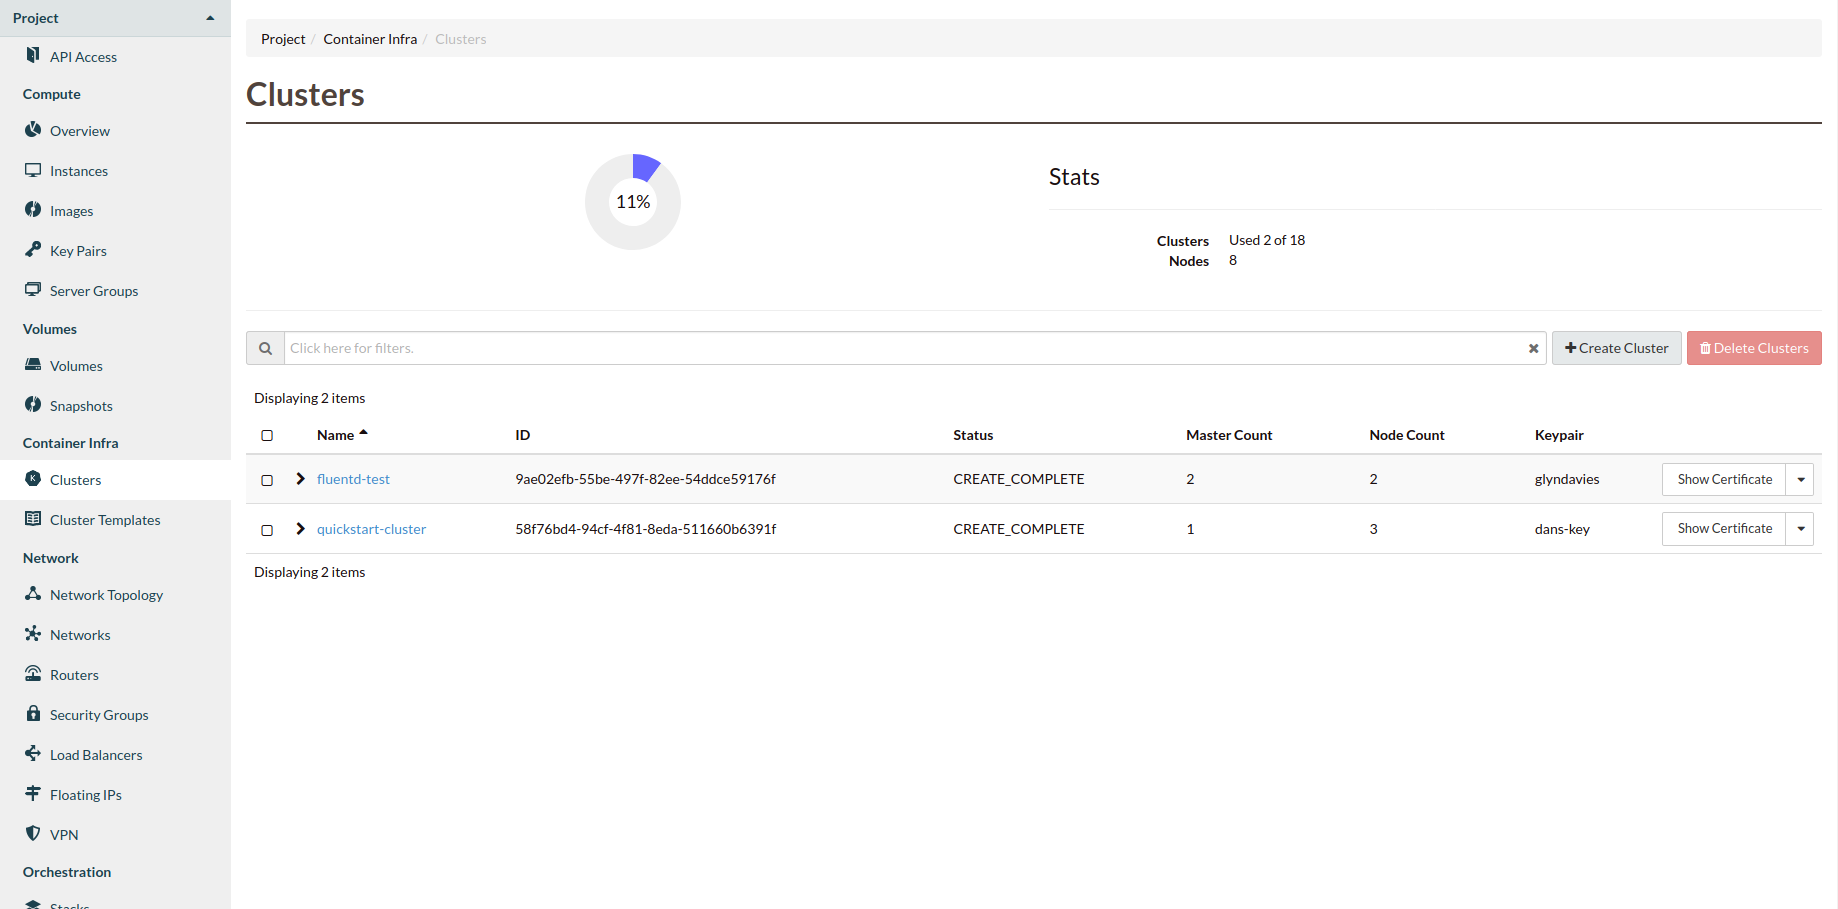 Project
API Access
Compute
Overview
Instances
Images
Key Pairs
Server Groups
Volumes
Volumes
Snapshots
Container Infra
Clusters
Cluster Templates
Network
Network Topology
Networks
Routers
Security Groups
Load Balancers
Floating IPs
VPN
Orchestration
Stacks
Project / Container Infra / Clusters
Clusters
11%
Stats
Clusters Used 2 of 18
Nodes 8
Click here for filters.
Create Cluster
Delete Clusters
Displaying 2 items
Name ID Status Master Count Node Count Keypair
fluentd-test 9ae02efb-55be-497f-82ee-54ddce59176f CREATE_COMPLETE 2 2 glyndavies Show Certificate
quickstart-cluster 58f76bd4-94cf-4f81-8eda-511660b6391f CREATE_COMPLETE 1 3 dans-key Show Certificate
Displaying 2 items